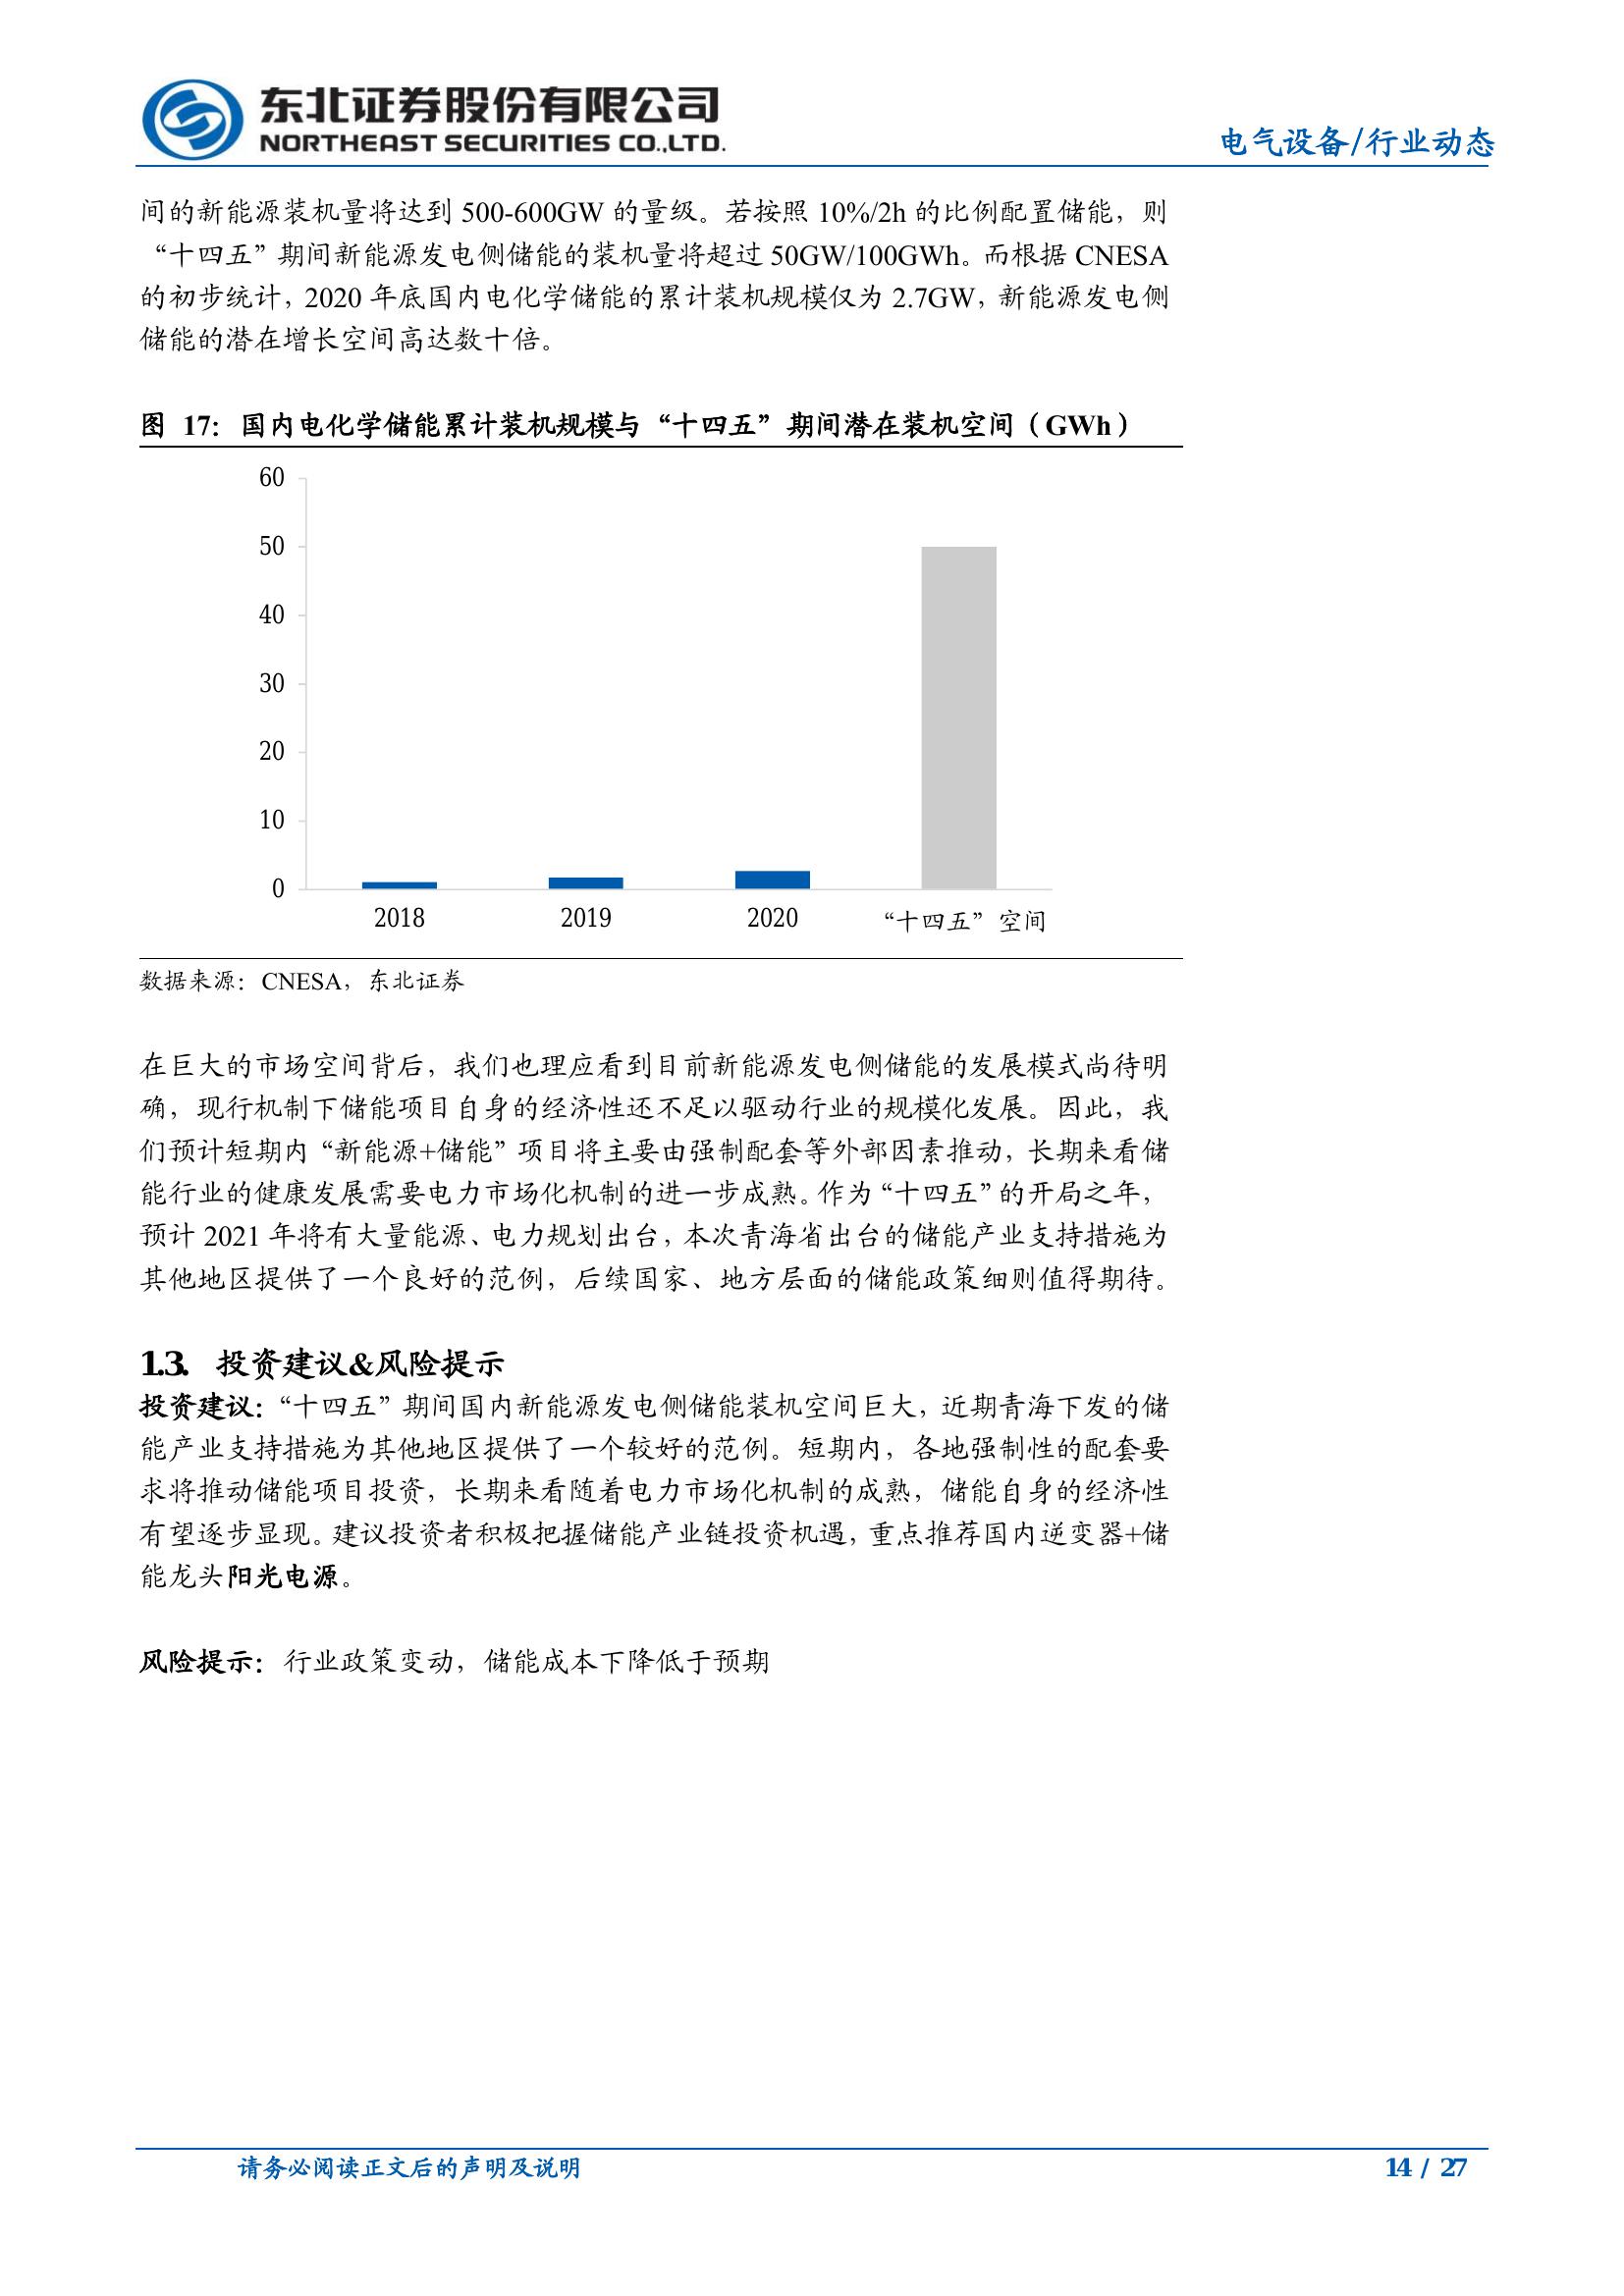 东北证券股份有限公司
NORTHEAST SECURITIES CO.,LTD.
电气设备/行业动态
间的新能源装机量将达到 500-600GW 的量级。若按照 10%/2h 的比例配置储能，则
“十四五”期间新能源发电侧储能的装机量将超过 50GW/100GWh。而根据 CNESA
的初步统计，2020 年底国内电化学储能的累计装机规模仅为 2.7GW，新能源发电侧
储能的潜在增长空间高达数十倍。
图 17：国内电化学储能累计装机规模与“十四五”期间潜在装机空间（GWh）
60
50
40
30
20
10
0
2018 2019 2020 “十四五”空间
数据来源：CNESA，东北证券
在巨大的市场空间背后，我们也理应看到目前新能源发电侧储能的发展模式尚待明
确，现行机制下储能项目自身的经济性还不足以驱动行业的规模化发展。因此，我
们预计短期内“新能源+储能”项目将主要由强制配套等外部因素推动，长期来看储
能行业的健康发展需要电力市场化机制的进一步成熟。作为“十四五”的开局之年，
预计 2021 年将有大量能源、电力规划出台，本次青海省出台的储能产业支持措施为
其他地区提供了一个良好的范例，后续国家、地方层面的储能政策细则值得期待。
1.3. 投资建议&风险提示
投资建议：“十四五”期间国内新能源发电侧储能装机空间巨大，近期青海下发的储
能产业支持措施为其他地区提供了一个较好的范例。短期内，各地强制性的配套要
求将推动储能项目投资，长期来看随着电力市场化机制的成熟，储能自身的经济性
有望逐步显现。建议投资者积极把握储能产业链投资机遇，重点推荐国内逆变器+储
能龙头阳光电源。
风险提示：行业政策变动，储能成本下降低于预期
请务必阅读正文后的声明及说明
14 / 27